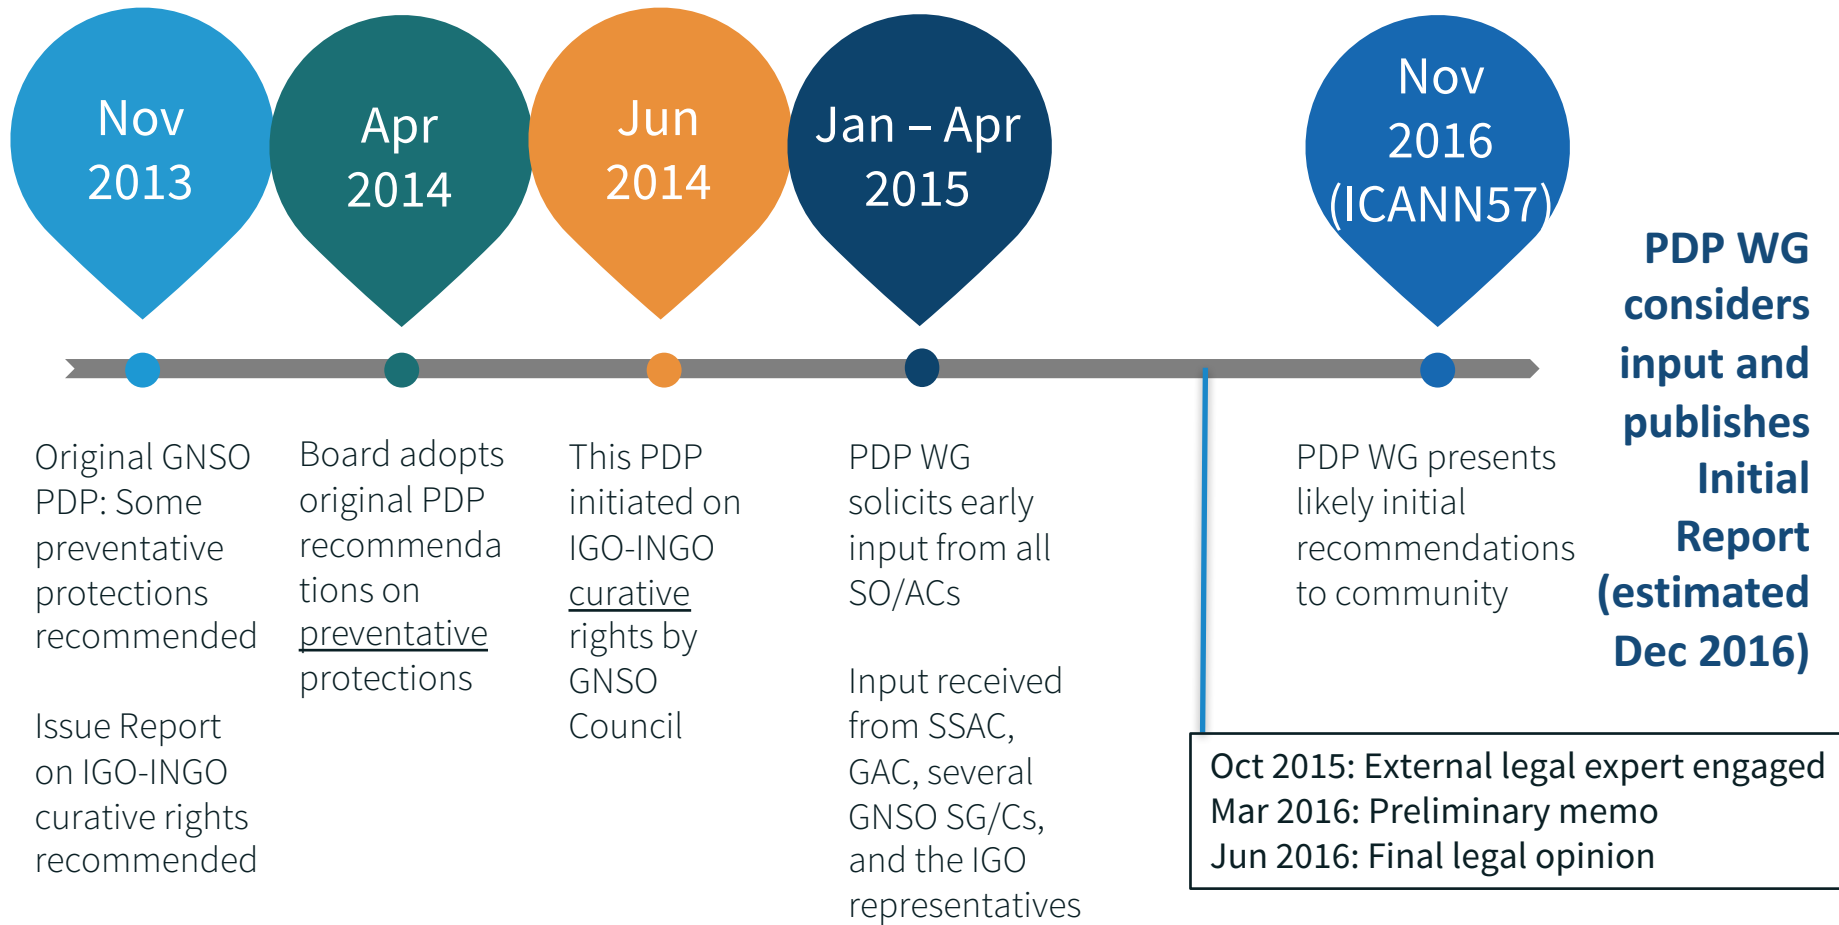 Nov
2013
Apr
2014
Jun
2014
Jan – Apr
2015
Nov
2016
(ICANN57)
Original GNSO
PDP: Some
preventative
protections
recommended
Issue Report
on IGO-INGO
curative rights
recommended
Board adopts
original PDP
recommenda
tions on
preventative
protections
This PDP
initiated on
IGO-INGO
curative
rights by
GNSO
Council
PDP WG
solicits early
input from all
SO/ACs
Input received
from SSAC,
GAC, several
GNSO SG/Cs,
and the IGO
representatives
PDP WG presents
likely initial
recommendations
to community
PDP WG
considers
input and
publishes
Initial
Report
(estimated
Dec 2016)
Oct 2015: External legal expert engaged
Mar 2016: Preliminary memo
Jun 2016: Final legal opinion